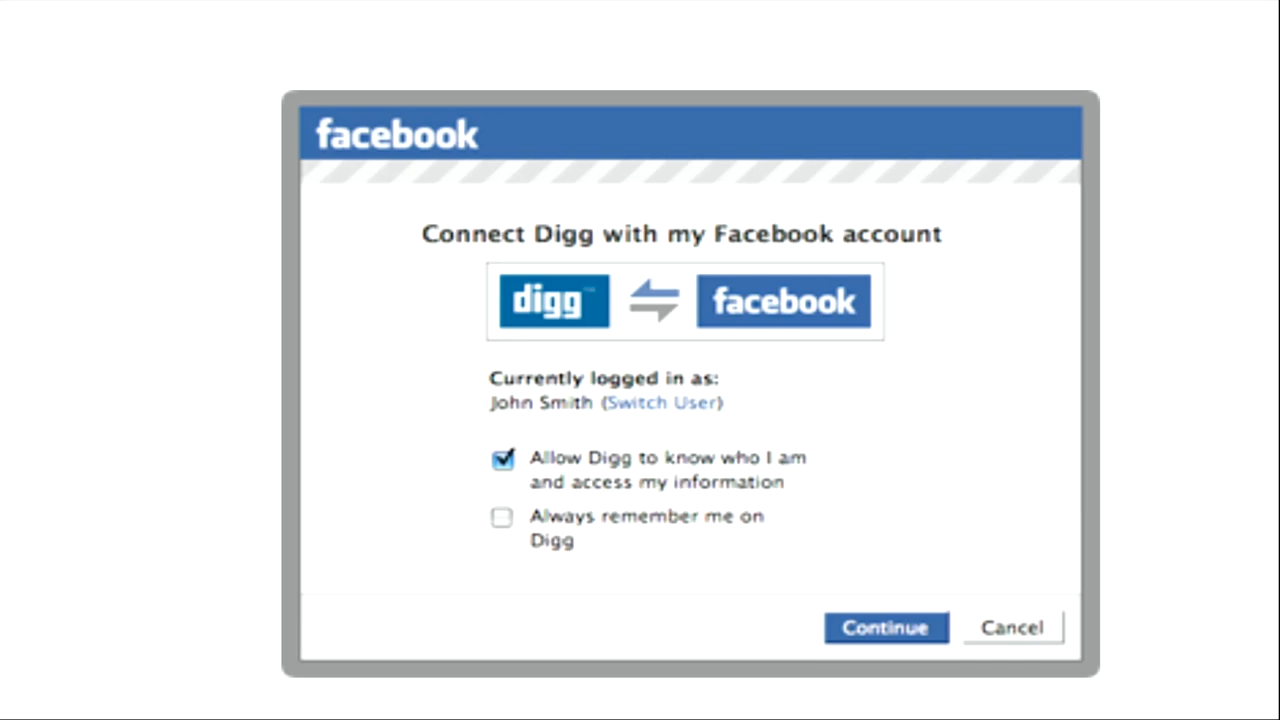 facebook
Connect Digg with my Facebook account
digg™ facebook
Currently logged in as:
John Smith (Switch User)
Allow Digg to know who I am
and access my information
Always remember me on
Digg
Continue Cancel